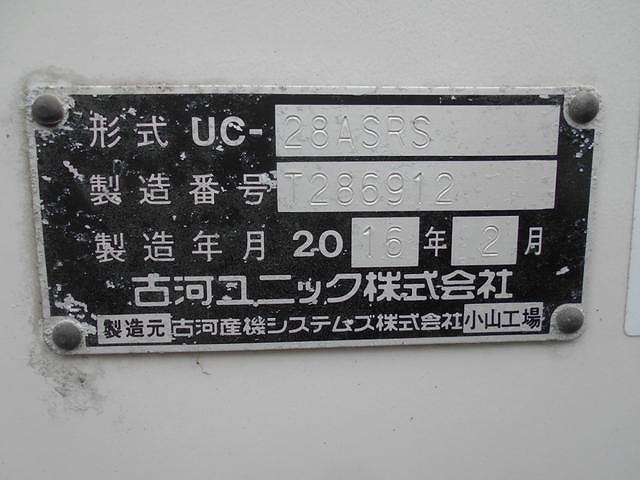 形式 UC-28ASRS
製造番号 T286912
製造年月 2016年2月
古河ユニック株式会社
製造元 古河産機システムズ株式会社 小山工場